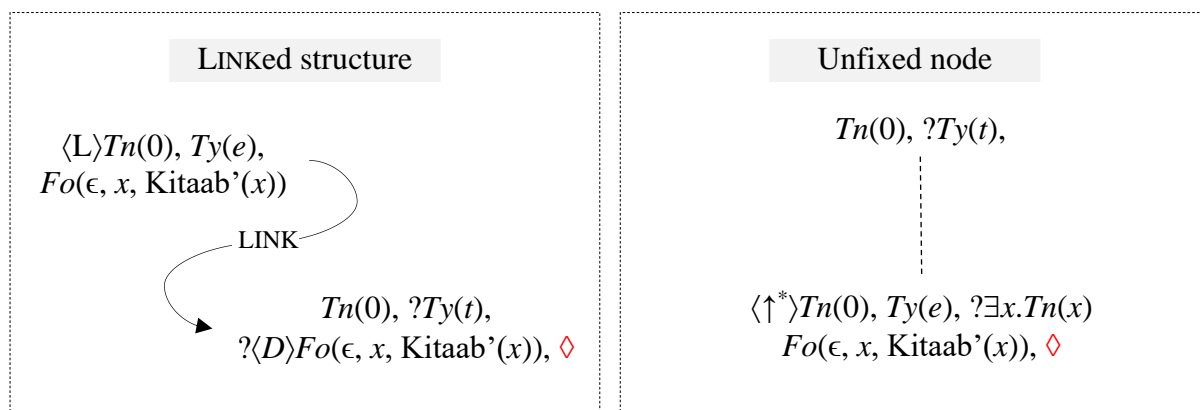 LINKed structure
⟨L⟩Tn(0), Ty(e),
Fo(ϵ, x, Kitaab’(x))
LINK
Tn(0), ?Ty(t),
?⟨D⟩Fo(ϵ, x, Kitaab’(x)), ◊
Unfixed node
Tn(0), ?Ty(t),
⟨↑*⟩Tn(0), Ty(e), ?∃x.Tn(x)
Fo(ϵ, x, Kitaab’(x)), ◊